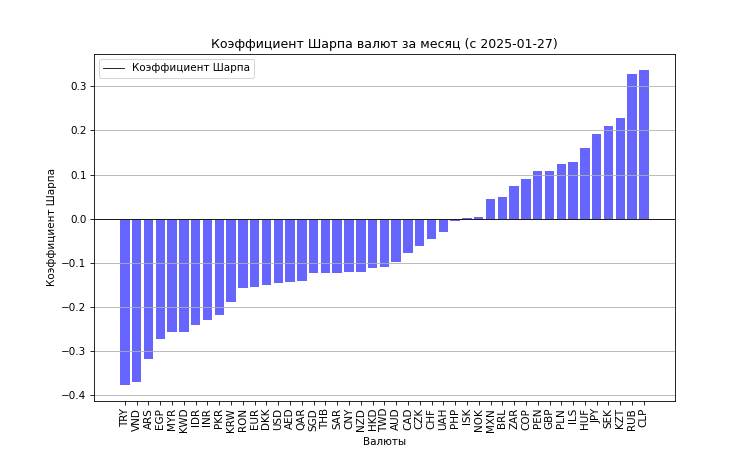 Коэффициент Шарпа валют за месяц (с 2025-01-27)
Коэффициент Шарпа
0.3
0.2
0.1
0.0
−0.1
−0.2
−0.3
−0.4
Коэффициент Шарпа
TRY VND ARS EGP MYR KWD IDR INR PKR KRW RON EUR DKK USD AED QAR SGD THB SAR CNY NZD HKD TWD AUD CAD CZK CHF UAH PHP ISK NOK MXN BRL ZAR COP PEN GBP PLN ILS HUF JPY SEK KZT RUB CLP
Валюты